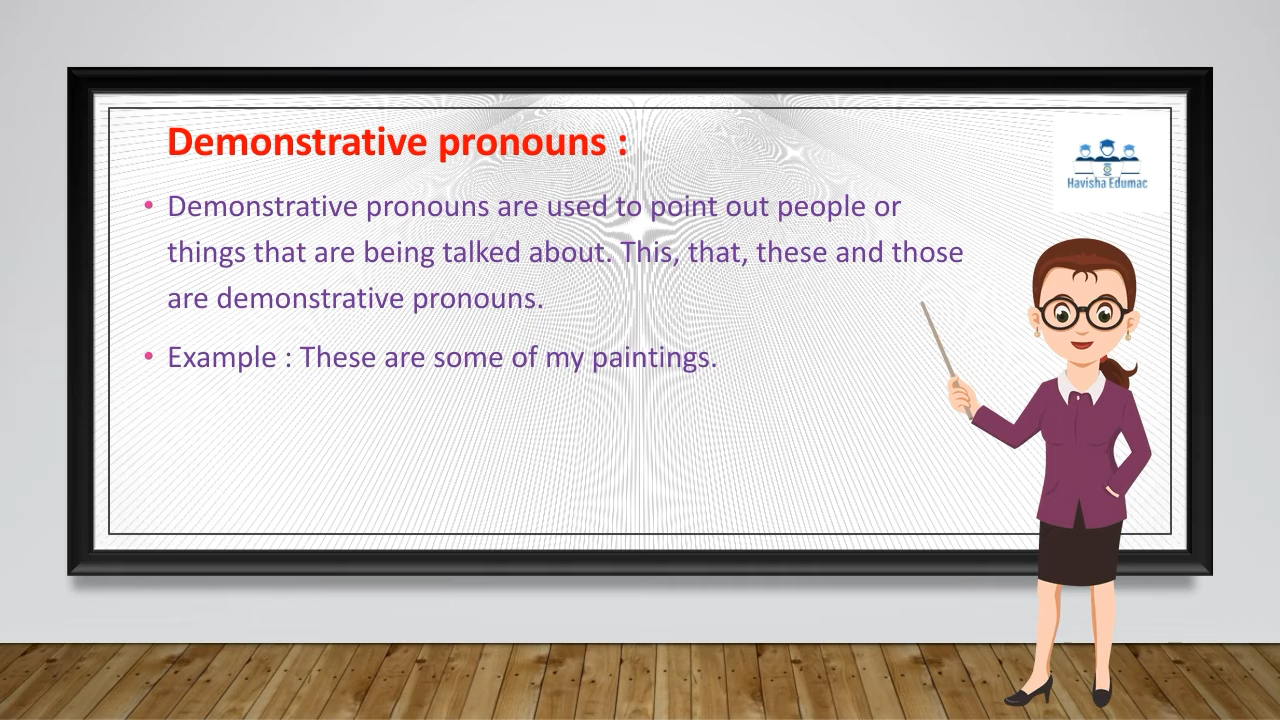 Demonstrative pronouns :
Havisha Edumac
• Demonstrative pronouns are used to point out people or
things that are being talked about. This, that, these and those
are demonstrative pronouns.
• Example : These are some of my paintings.